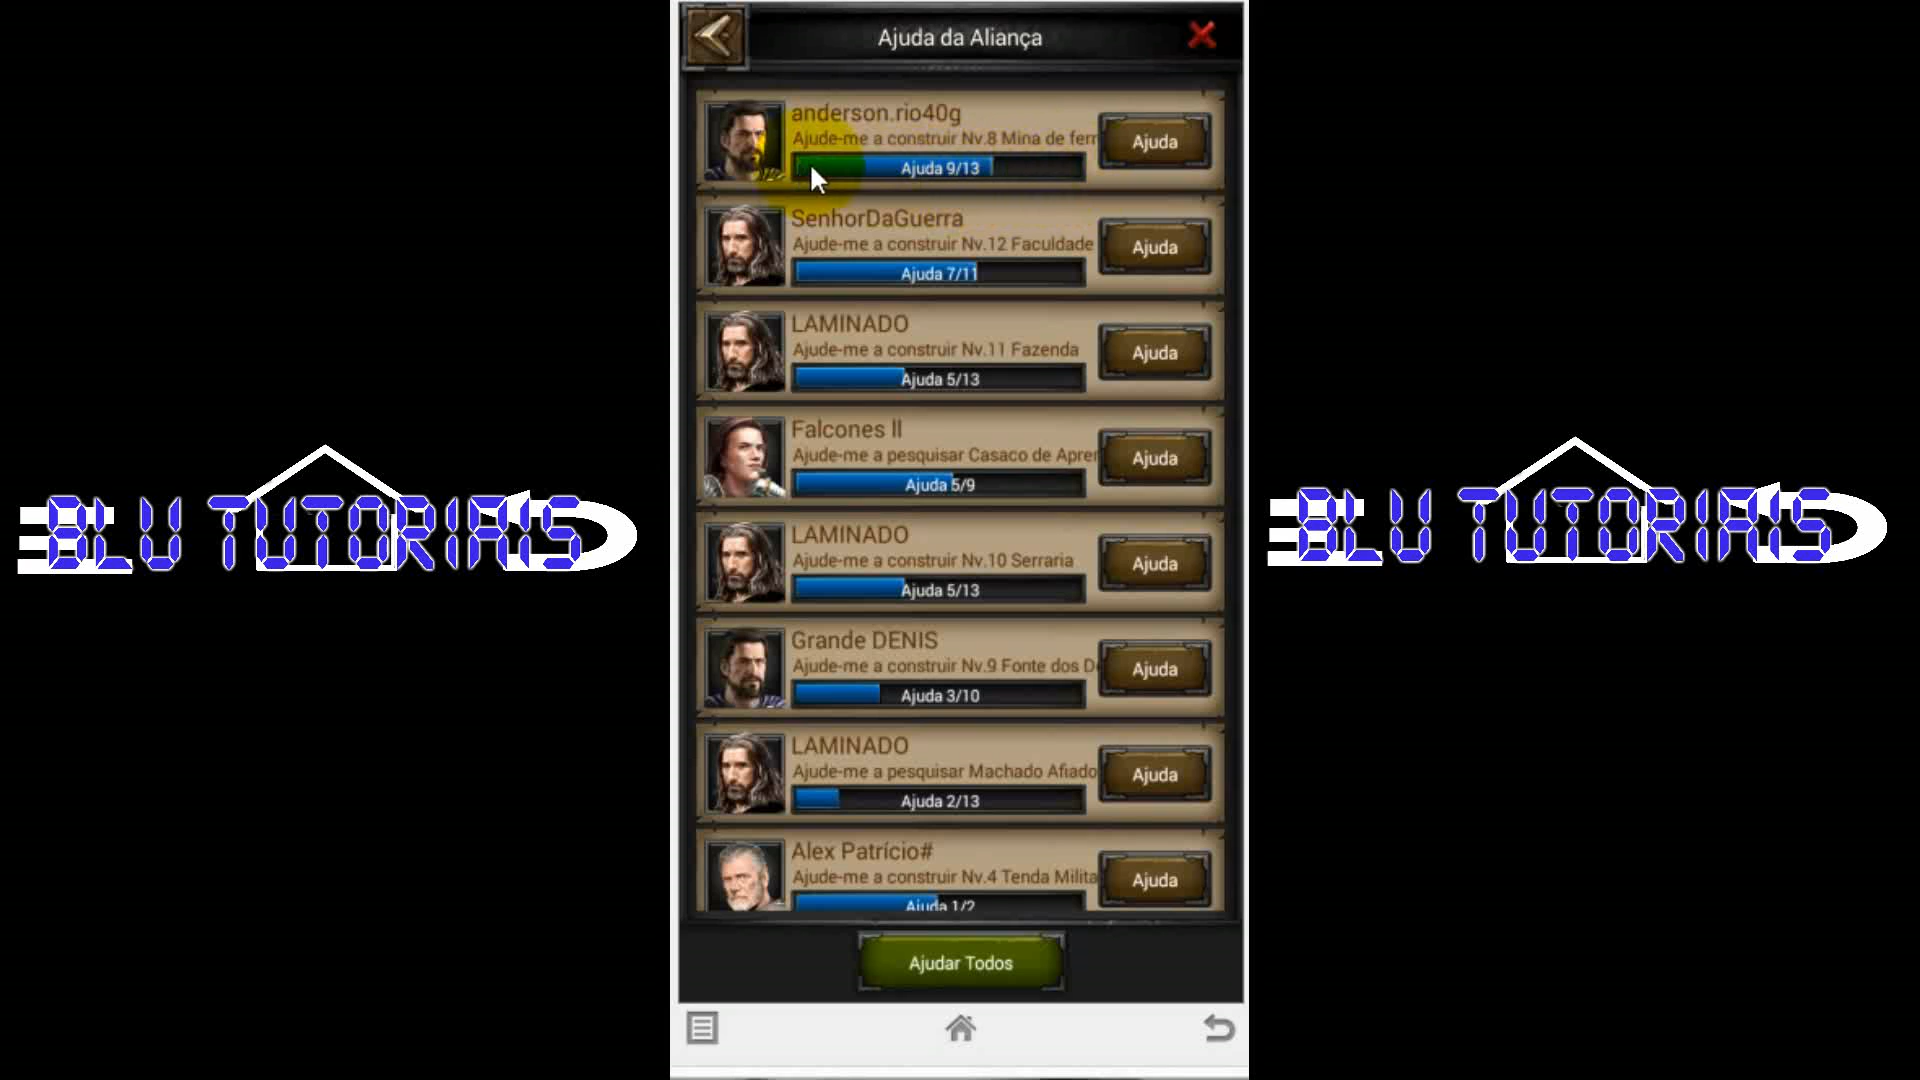 Ajuda da Aliança
anderson.rio40g
Ajude-me a construir Nv.8 Mina de ferr
Ajuda 9/13
Ajuda
SenhorDaGuerra
Ajude-me a construir Nv.12 Faculdade
Ajuda 7/11
Ajuda
LAMINADO
Ajude-me a construir Nv.11 Fazenda
Ajuda 5/13
Ajuda
Falcones ll
Ajude-me a pesquisar Casaco de Apren
Ajuda 5/9
Ajuda
LAMINADO
Ajude-me a construir Nv.10 Serraria
Ajuda 5/13
Ajuda
Grande DENIS
Ajude-me a construir Nv.9 Fonte dos De
Ajuda 3/10
Ajuda
LAMINADO
Ajude-me a pesquisar Machado Afiado
Ajuda 2/13
Ajuda
Alex Patrício#
Ajude-me a construir Nv.4 Tenda Milita
Ajuda 1/2
Ajuda
Ajudar Todos
BLU TUTORIAIS
BLU TUTORIAIS